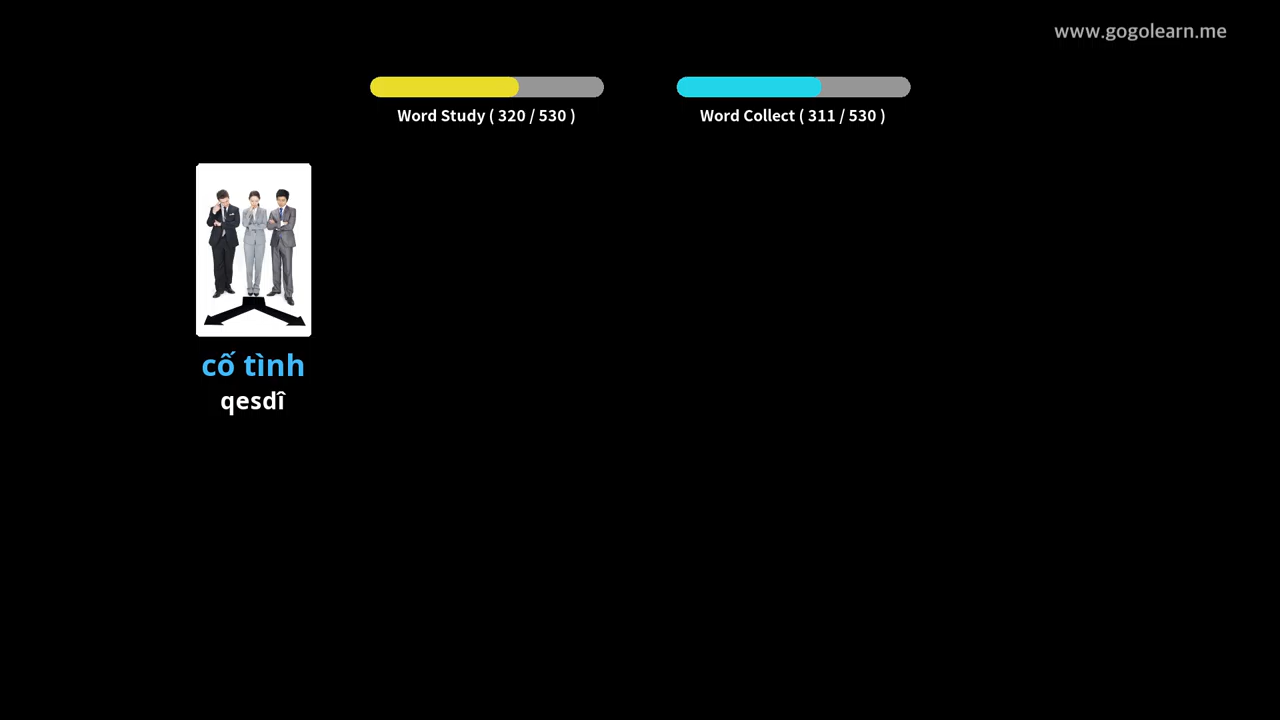 www.gogolearn.me
Word Study ( 320 / 530 )
Word Collect ( 311 / 530 )
cố tình
qesdî